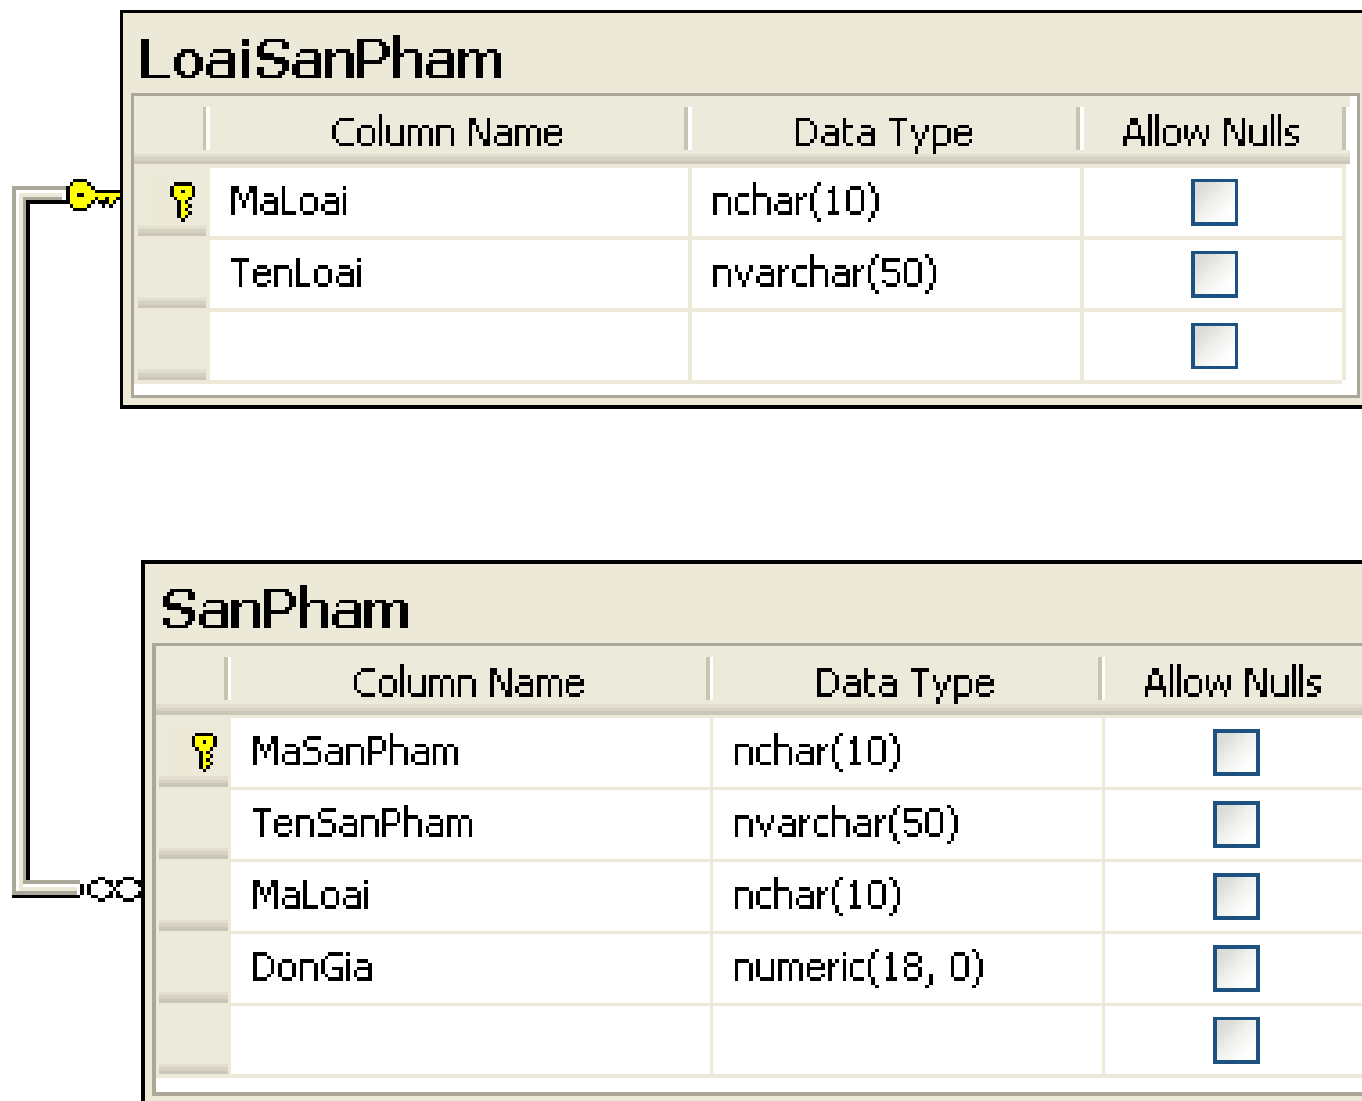 LoaiSanPham
Column Name Data Type Allow Nulls
MaLoai nchar(10)
TenLoai nvarchar(50)
SanPham
Column Name Data Type Allow Nulls
MaSanPham nchar(10)
TenSanPham nvarchar(50)
MaLoai nchar(10)
DonGia numeric(18, 0)